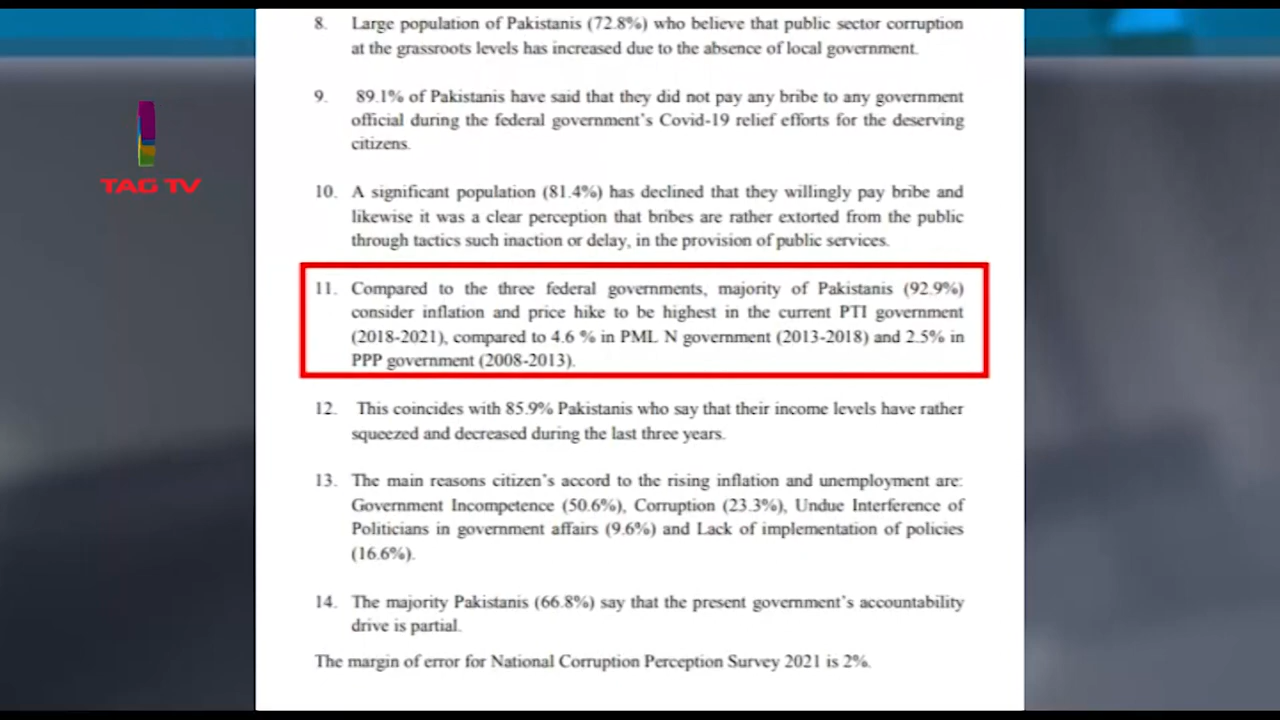 8. Large population of Pakistanis (72.8%) who believe that public sector corruption
at the grassroots levels has increased due to the absence of local government.
9. 89.1% of Pakistanis have said that they did not pay any bribe to any government
official during the federal government's Covid-19 relief efforts for the deserving
citizens.
TAG TV
10. A significant population (81.4%) has declined that they willingly pay bribe and
likewise it was a clear perception that bribes are rather extorted from the public
through tactics such inaction or delay, in the provision of public services.
11. Compared to the three federal governments, majority of Pakistanis (92.9%)
consider inflation and price hike to be highest in the current PTI government
(2018-2021), compared to 4.6 % in PML N government (2013-2018) and 2.5% in
PPP government (2008-2013).
12. This coincides with 85.9% Pakistanis who say that their income levels have rather
squeezed and decreased during the last three years.
13. The main reasons citizen's accord to the rising inflation and unemployment are:
Government Incompetence (50.6%), Corruption (23.3%), Undue Interference of
Politicians in government affairs (9.6%) and Lack of implementation of policies
(16.6%).
14. The majority Pakistanis (66.8%) say that the present government's accountability
drive is partial.
The margin of error for National Corruption Perception Survey 2021 is 2%.